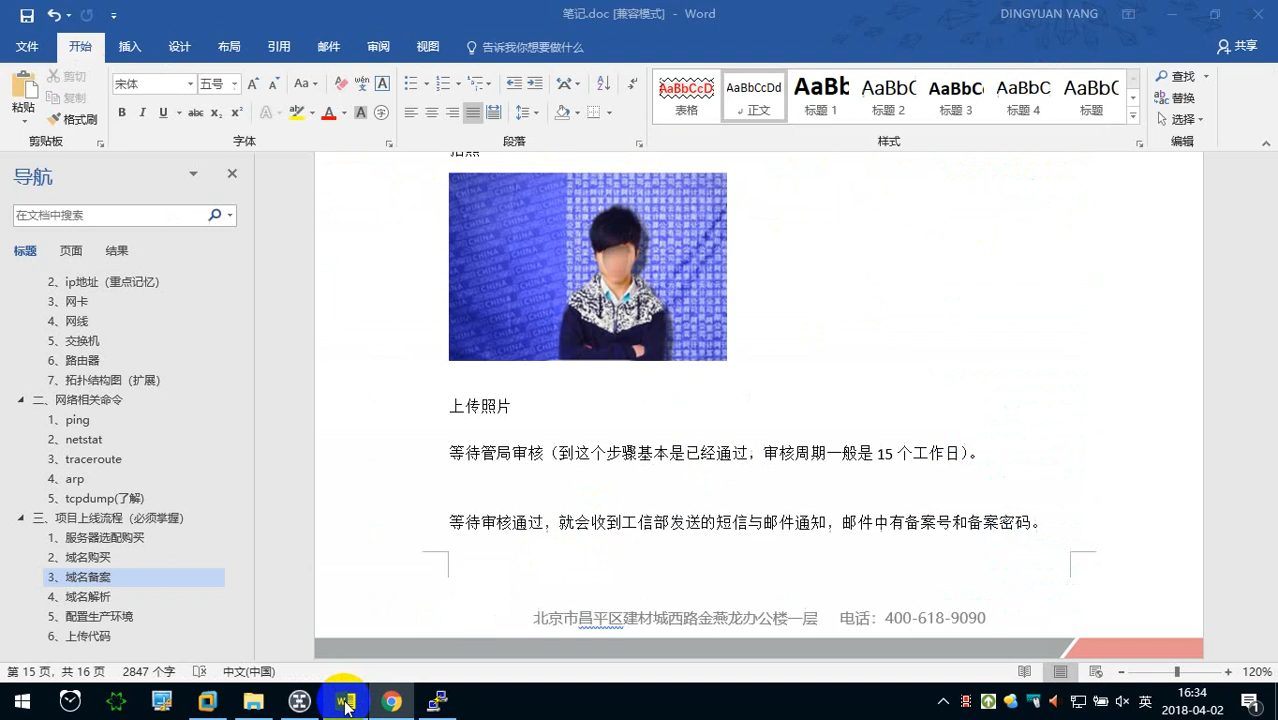 笔记.doc [兼容模式] - Word
DINGYUAN YANG
文件 开始 插入 设计 布局 引用 邮件 审阅 视图 告诉我你想要做什么 共享
粘贴
剪切
复制
格式刷
剪贴板
宋体 五号
字体
段落
AaBbCcD 表格
AaBbCcDd 正文
AaBb 标题 1
AaBbC 标题 2
AaBbC 标题 3
AaBbC 标题 4
AaBbC 标题
样式
查找
替换
选择
编辑
导航
在文档中搜索
标题 页面 结果
2、ip地址（重点记忆）
3、网卡
4、网线
5、交换机
6、路由器
7、拓扑结构图（扩展）
二、网络相关命令
1、ping
2、netstat
3、traceroute
4、arp
5、tcpdump(了解)
三、项目上线流程（必须掌握）
1、服务器选配购买
2、域名购买
3、域名备案
4、域名解析
5、配置生产环境
6、上传代码
上传照片
等待管局审核（到这个步骤基本是已经通过，审核周期一般是 15 个工作日）。
等待审核通过，就会收到工信部发送的短信与邮件通知，邮件中有备案号和备案密码。
北京市昌平区建材城西路金燕龙办公楼一层 电话：400-618-9090
第 15 页，共 16 页 2847 个字 中文(中国) 120%
英 16:34
2018-04-02